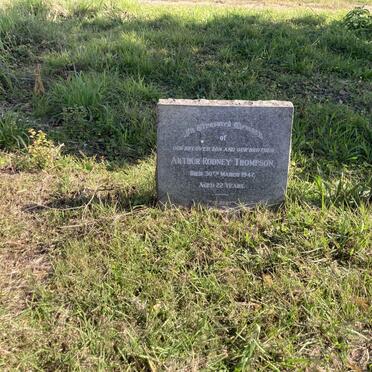 In Treasured Memory
of
OUR BELOVED SON AND OUR BROTHER
ARTHUR RODNEY THOMPSON
DIED 30TH MARCH 1947,
AGED 22 YEARS.